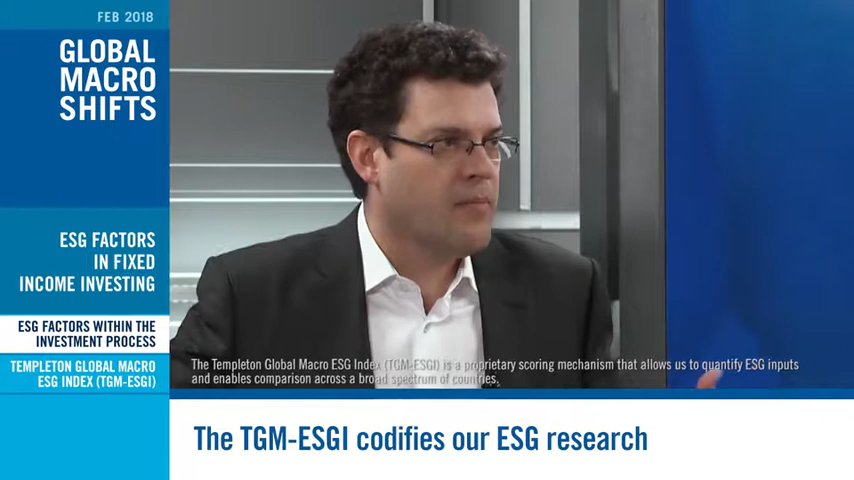 FEB 2018
GLOBAL
MACRO
SHIFTS
ESG FACTORS
IN FIXED
INCOME INVESTING
ESG FACTORS WITHIN THE
INVESTMENT PROCESS
TEMPLETON GLOBAL MACRO
ESG INDEX (TGM-ESGI)
The Templeton Global Macro ESG Index (TGM-ESGI) is a proprietary scoring mechanism that allows us to quantify ESG inputs
and enables comparison across a broad spectrum of countries.
The TGM-ESGI codifies our ESG research